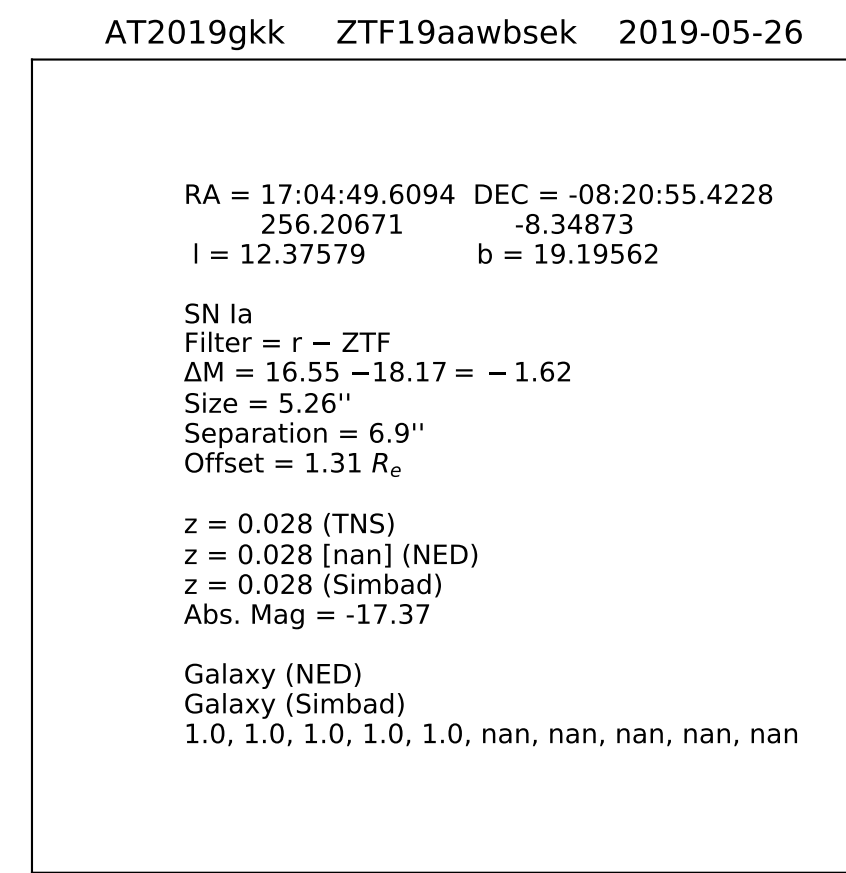 AT2019gkk ZTF19aawbsek 2019-05-26
RA = 17:04:49.6094 DEC = -08:20:55.4228
256.20671 -8.34873
l = 12.37579 b = 19.19562
SN Ia
Filter = r − ZTF
ΔM = 16.55 −18.17 = − 1.62
Size = 5.26''
Separation = 6.9''
Offset = 1.31 Rₑ
z = 0.028 (TNS)
z = 0.028 [nan] (NED)
z = 0.028 (Simbad)
Abs. Mag = -17.37
Galaxy (NED)
Galaxy (Simbad)
1.0, 1.0, 1.0, 1.0, 1.0, nan, nan, nan, nan, nan